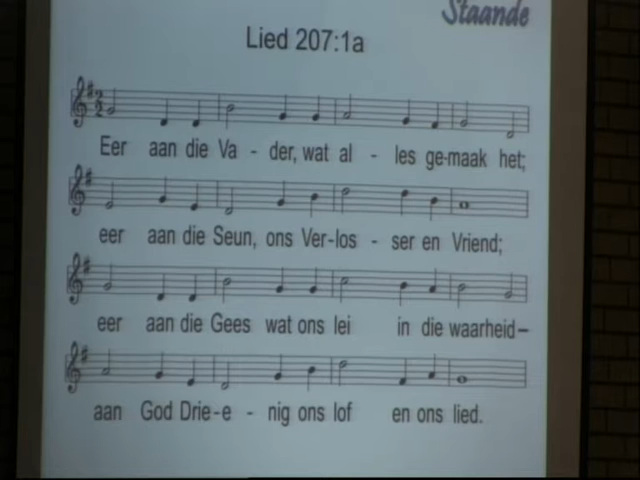 Staande
Lied 207:1a
Eer aan die Va - der, wat al - les ge-maak het;
eer aan die Seun, ons Ver-los - ser en Vriend;
eer aan die Gees wat ons lei in die waarheid–
aan God Drie-e - nig ons lof en ons lied.